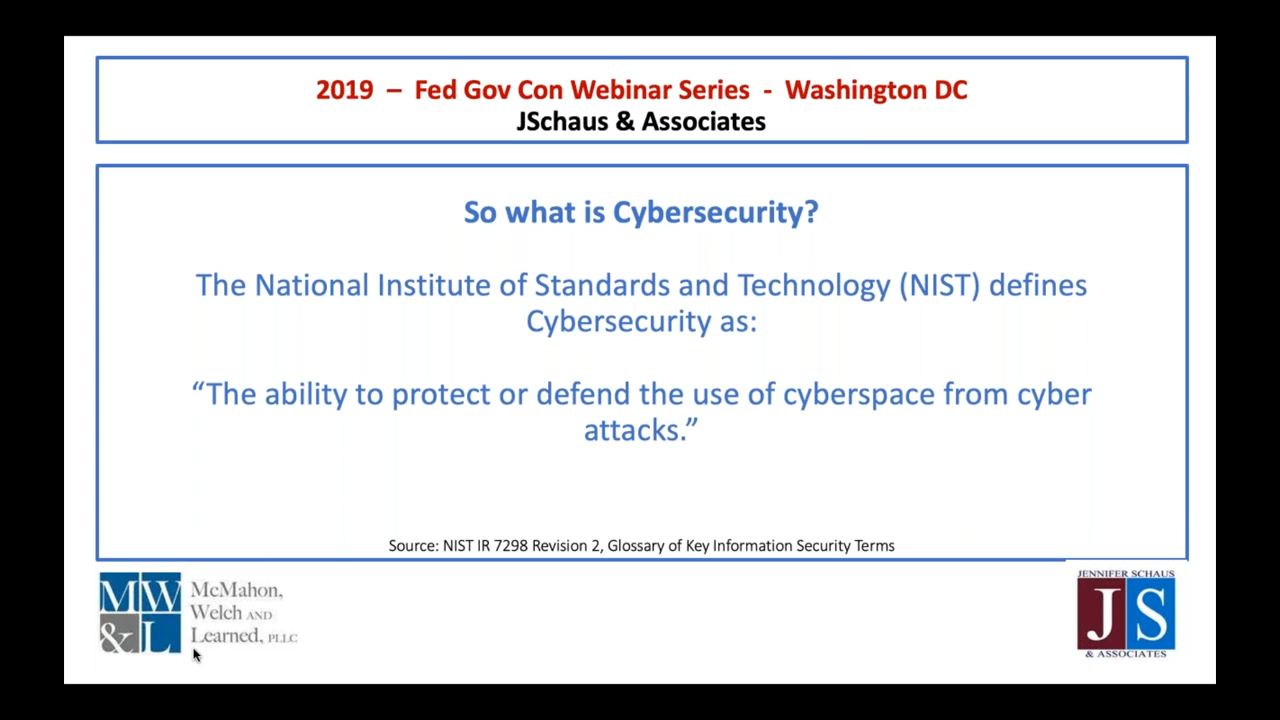 2019 – Fed Gov Con Webinar Series - Washington DC
JSchaus & Associates
So what is Cybersecurity?
The National Institute of Standards and Technology (NIST) defines
Cybersecurity as:
“The ability to protect or defend the use of cyberspace from cyber
attacks.”
Source: NIST IR 7298 Revision 2, Glossary of Key Information Security Terms
MW
&L
McMahon,
Welch AND
Learned, PLLC
JENNIFER SCHAUS
JS
& ASSOCIATES